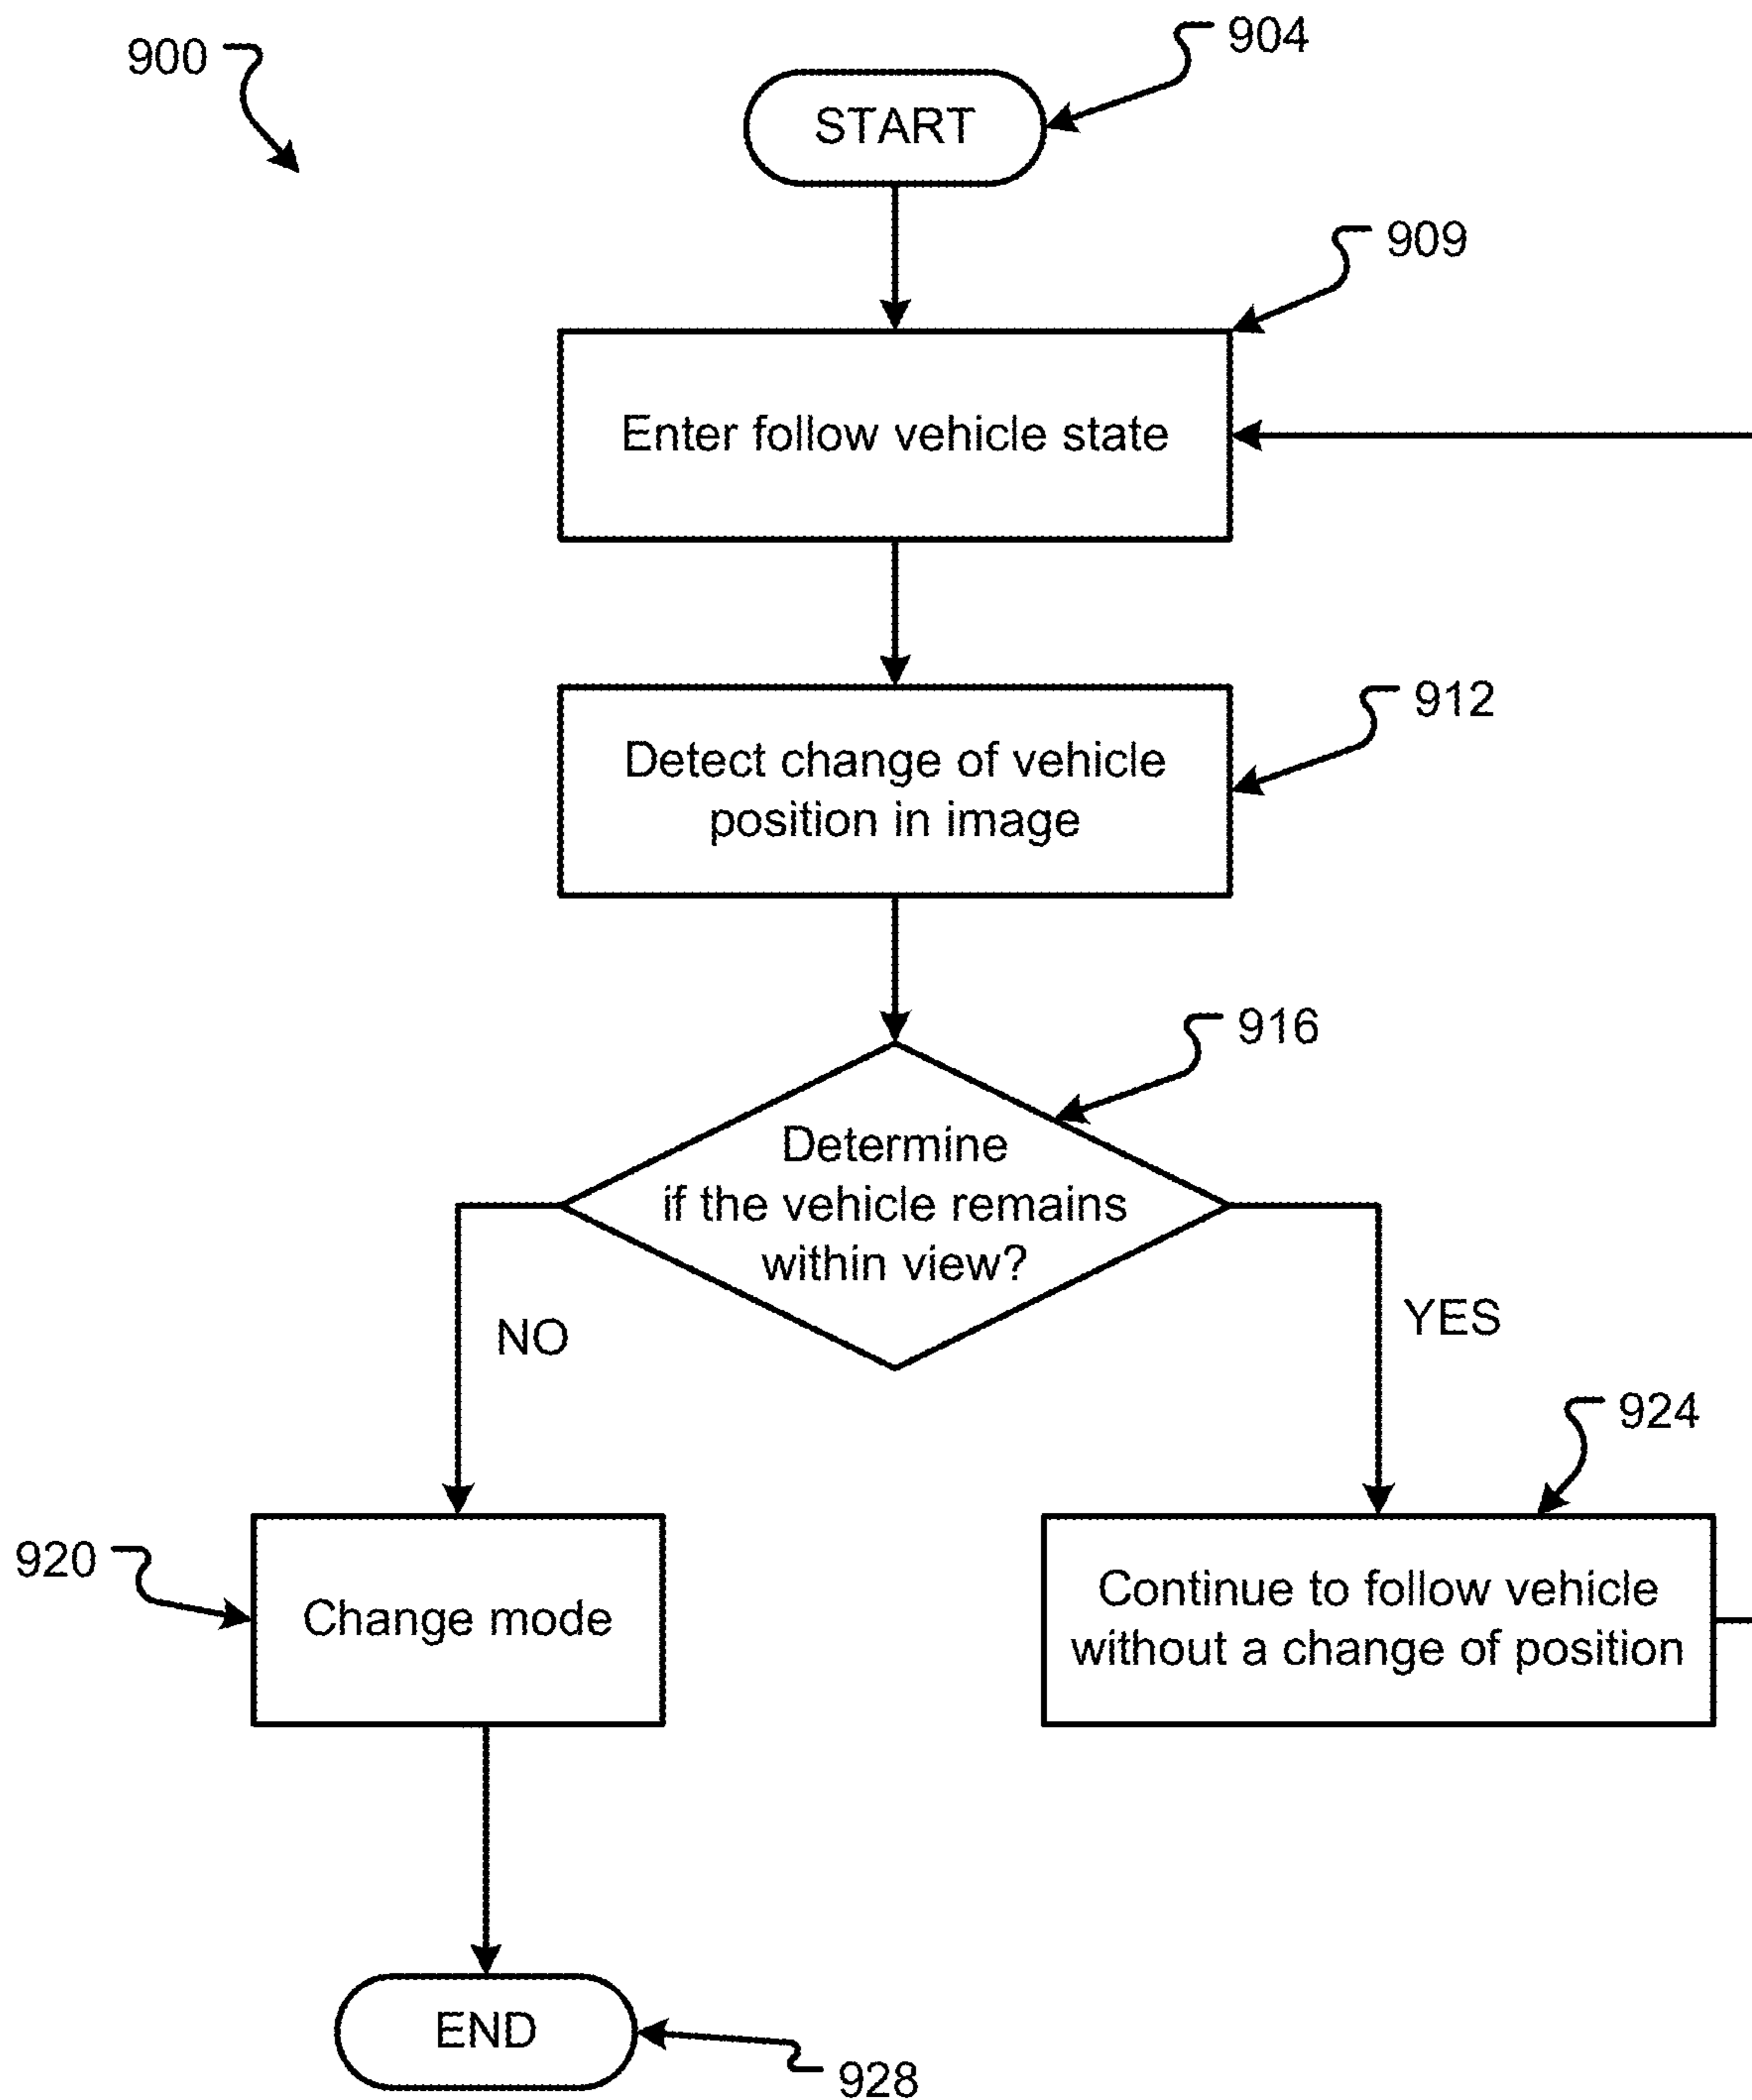 900
904
START
909
Enter follow vehicle state
912
Detect change of vehicle
position in image
916
Determine
if the vehicle remains
within view?
NO
YES
924
920
Change mode
Continue to follow vehicle
without a change of position
END
928